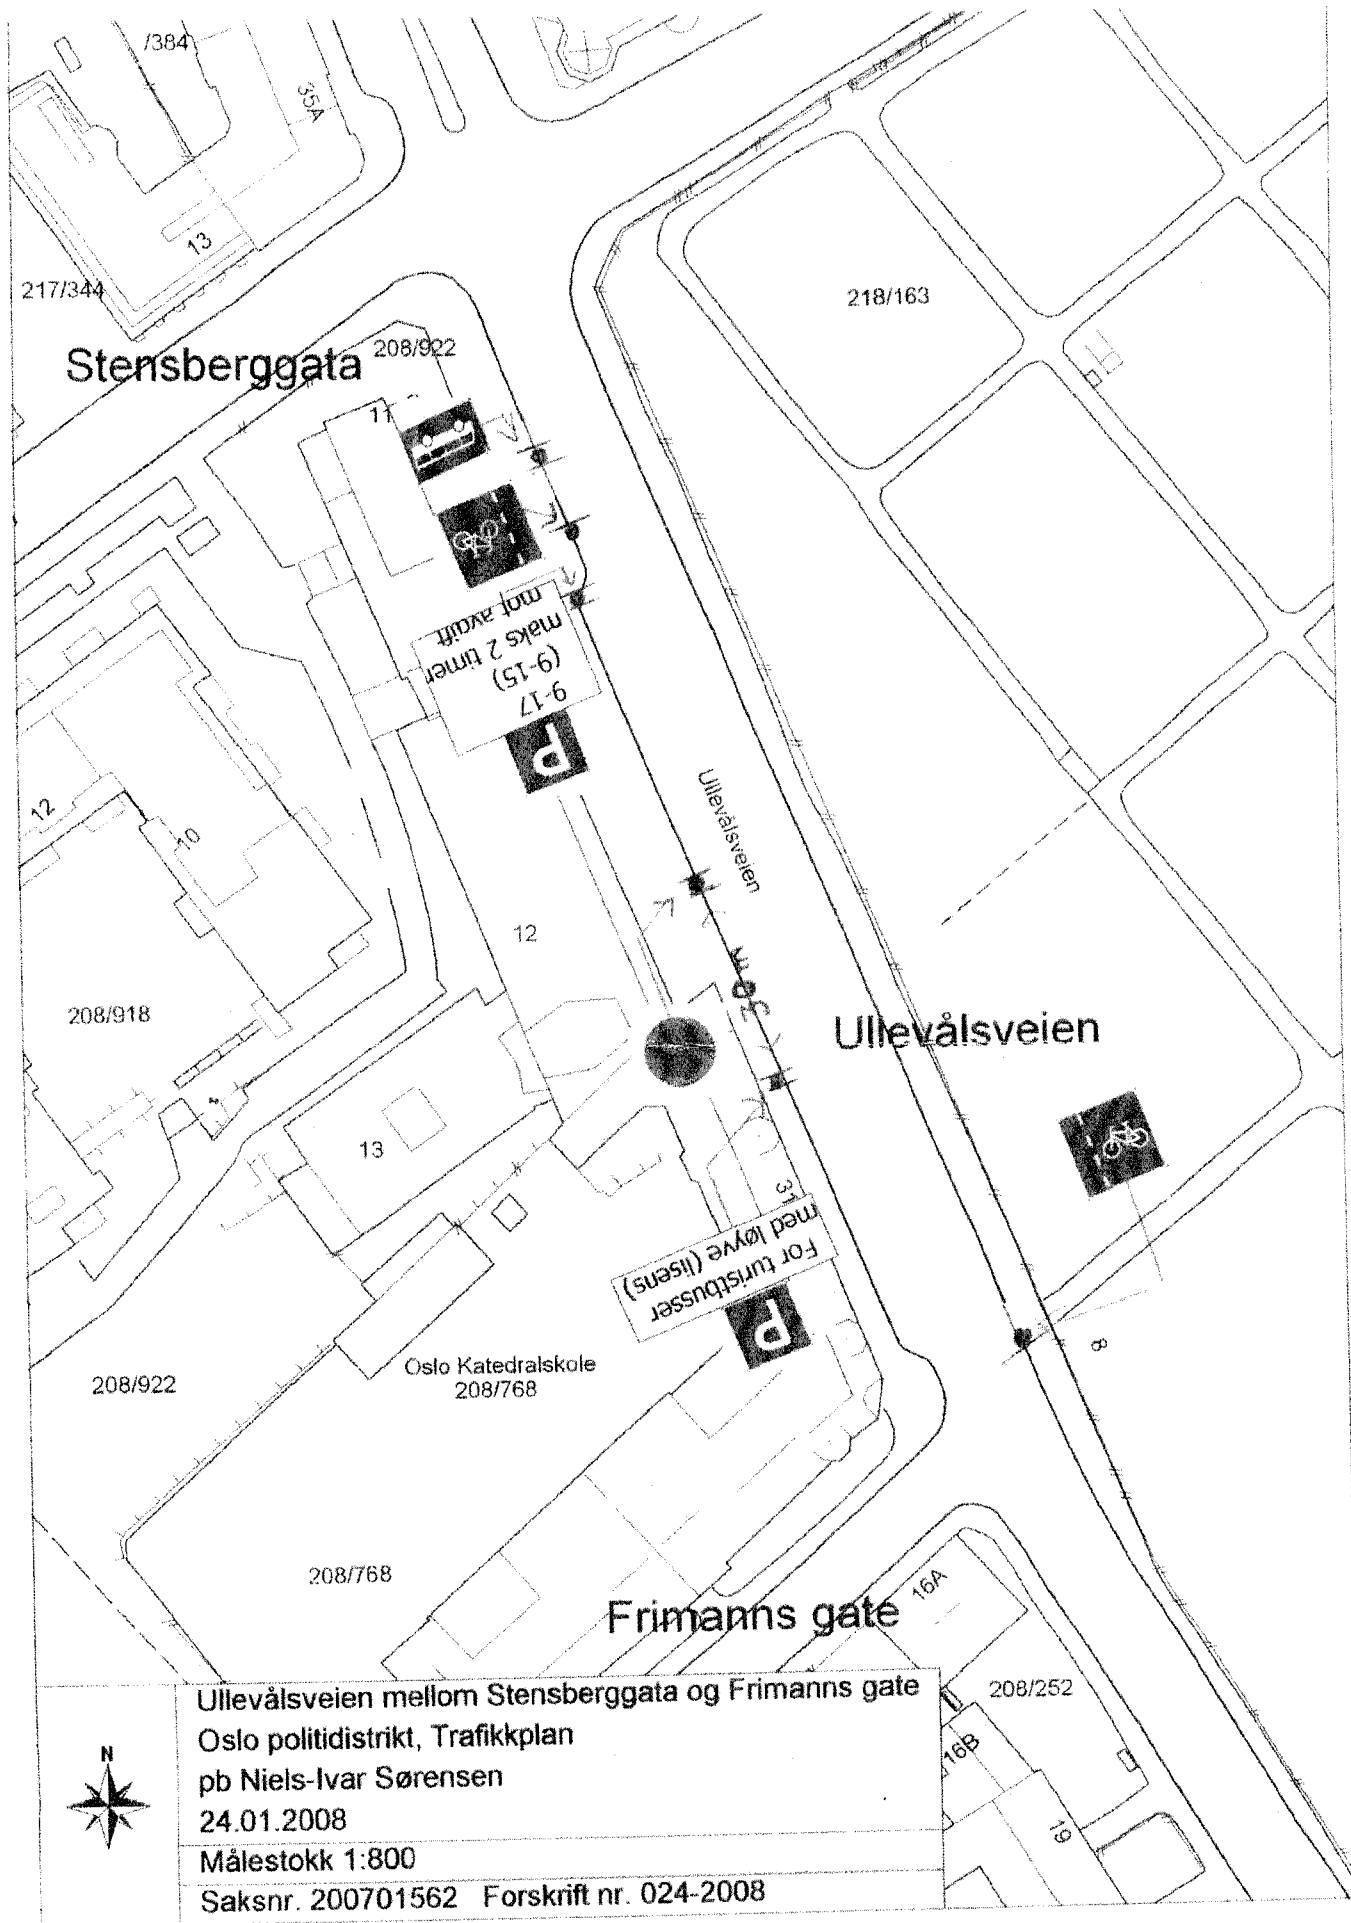 /384
35A
13
217/344
218/163
Stensberggata
208/922
11
mot avgift
maks 2 timer
(9-15)
9-17
P
Ullevålsveien
12
10
12
30m
208/918
Ullevålsveien
13
31
med løyve (lisens)
For turistbusser
P
8
Oslo Katedralskole
208/768
208/922
208/768
16A
Frimanns gate
208/252
16B
19
N
Ullevålsveien mellom Stensberggata og Frimanns gate
Oslo politidistrikt, Trafikkplan
pb Niels-Ivar Sørensen
24.01.2008
Målestokk 1:800
Saksnr. 200701562 Forskrift nr. 024-2008